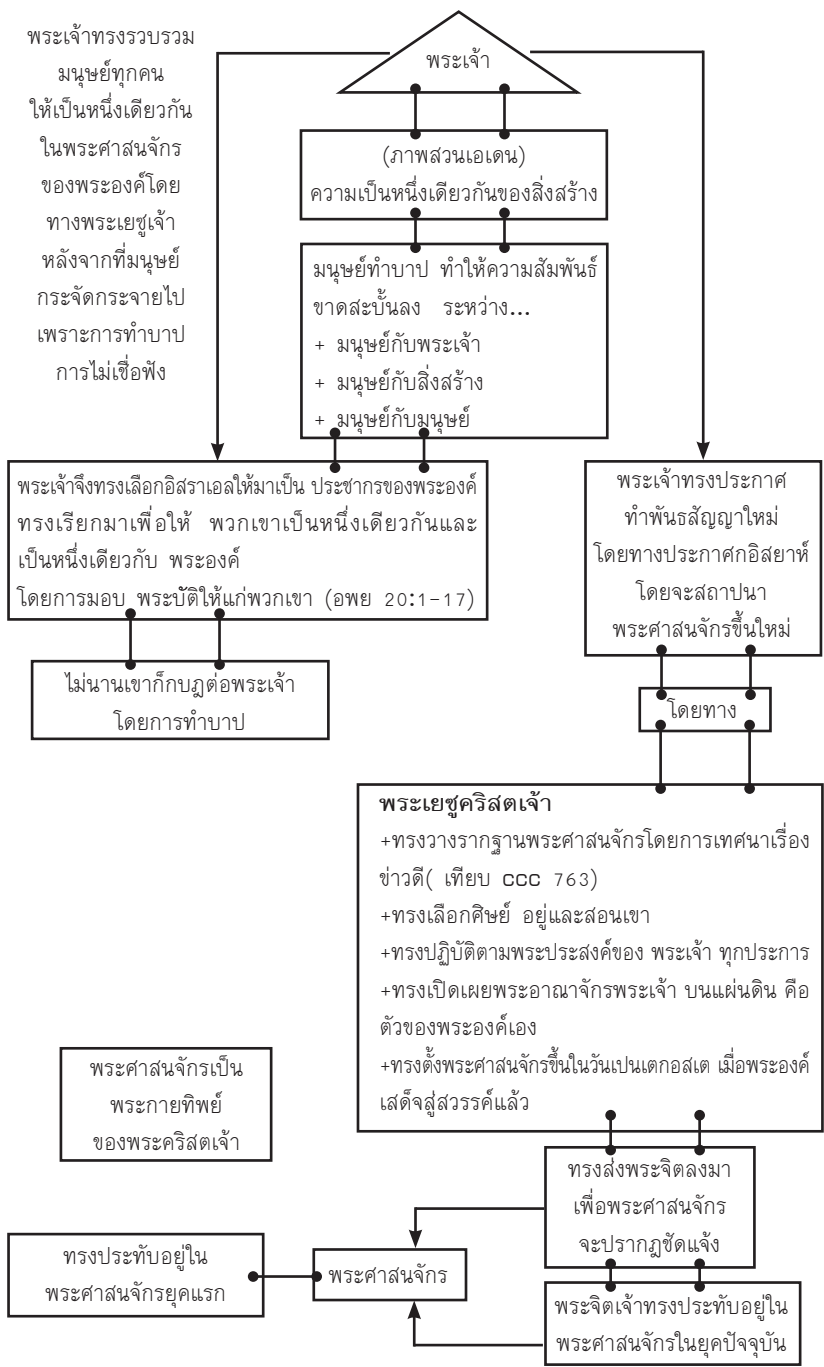 พระเจ้าทรงรวบรวม
มนุษย์ทุกคน
ให้เป็นหนึ่งเดียวกัน
ในพระศาสนจักร
ของพระองค์โดย
ทางพระเยซูเจ้า
หลังจากที่มนุษย์
กระจัดกระจายไป
เพราะการทำบาป
การไม่เชื่อฟัง
พระเจ้า
(ภาพสวนเอเดน)
ความเป็นหนึ่งเดียวกันของสิ่งสร้าง
มนุษย์ทำบาป ทำให้ความสัมพันธ์
ขาดสะบั้นลง ระหว่าง...
+ มนุษย์กับพระเจ้า
+ มนุษย์กับสิ่งสร้าง
+ มนุษย์กับมนุษย์
พระเจ้าจึงทรงเลือกอิสราเอลให้มาเป็น ประชากรของพระองค์
ทรงเรียกมาเพื่อให้ พวกเขาเป็นหนึ่งเดียวกันและ
เป็นหนึ่งเดียวกับ พระองค์
โดยการมอบ พระบัติให้แก่พวกเขา (อพย 20:1-17)
ไม่นานเขาก็กบฎต่อพระเจ้า
โดยการทำบาป
พระเจ้าทรงประกาศ
ทำพันธสัญญาใหม่
โดยทางประกาศกอิสยาห์
โดยจะสถาปนา
พระศาสนจักรขึ้นใหม่
โดยทาง
พระเยซูคริสตเจ้า
+ทรงวางรากฐานพระศาสนจักรโดยการเทศนาเรื่อง
ข่าวดี( เทียบ CCC 763)
+ทรงเลือกศิษย์ อยู่และสอนเขา
+ทรงปฏิบัติตามพระประสงค์ของ พระเจ้า ทุกประการ
+ทรงเปิดเผยพระอาณาจักรพระเจ้า บนแผ่นดิน คือ
ตัวของพระองค์เอง
+ทรงตั้งพระศาสนจักรขึ้นในวันเปนเตกอสเต เมื่อพระองค์
เสด็จสู่สวรรค์แล้ว
พระศาสนจักรเป็น
พระกายทิพย์
ของพระคริสตเจ้า
ทรงส่งพระจิตลงมา
เพื่อพระศาสนจักร
จะปรากฎชัดแจ้ง
ทรงประทับอยู่ใน
พระศาสนจักรยุคแรก
พระศาสนจักร
พระจิตเจ้าทรงประทับอยู่ใน
พระศาสนจักรในยุคปัจจุบัน